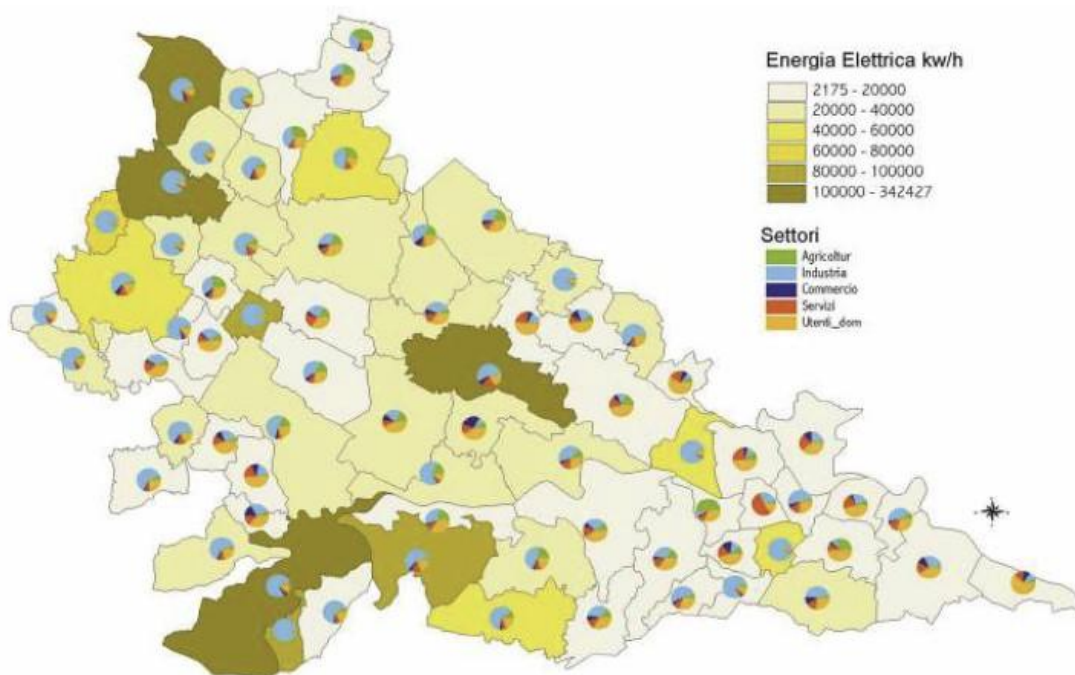 Energia Elettrica kw/h
2175 - 20000
20000 - 40000
40000 - 60000
60000 - 80000
80000 - 100000
100000 - 342427
Settori
Agricoltur
Industria
Commercio
Servizi
Utenti_dom